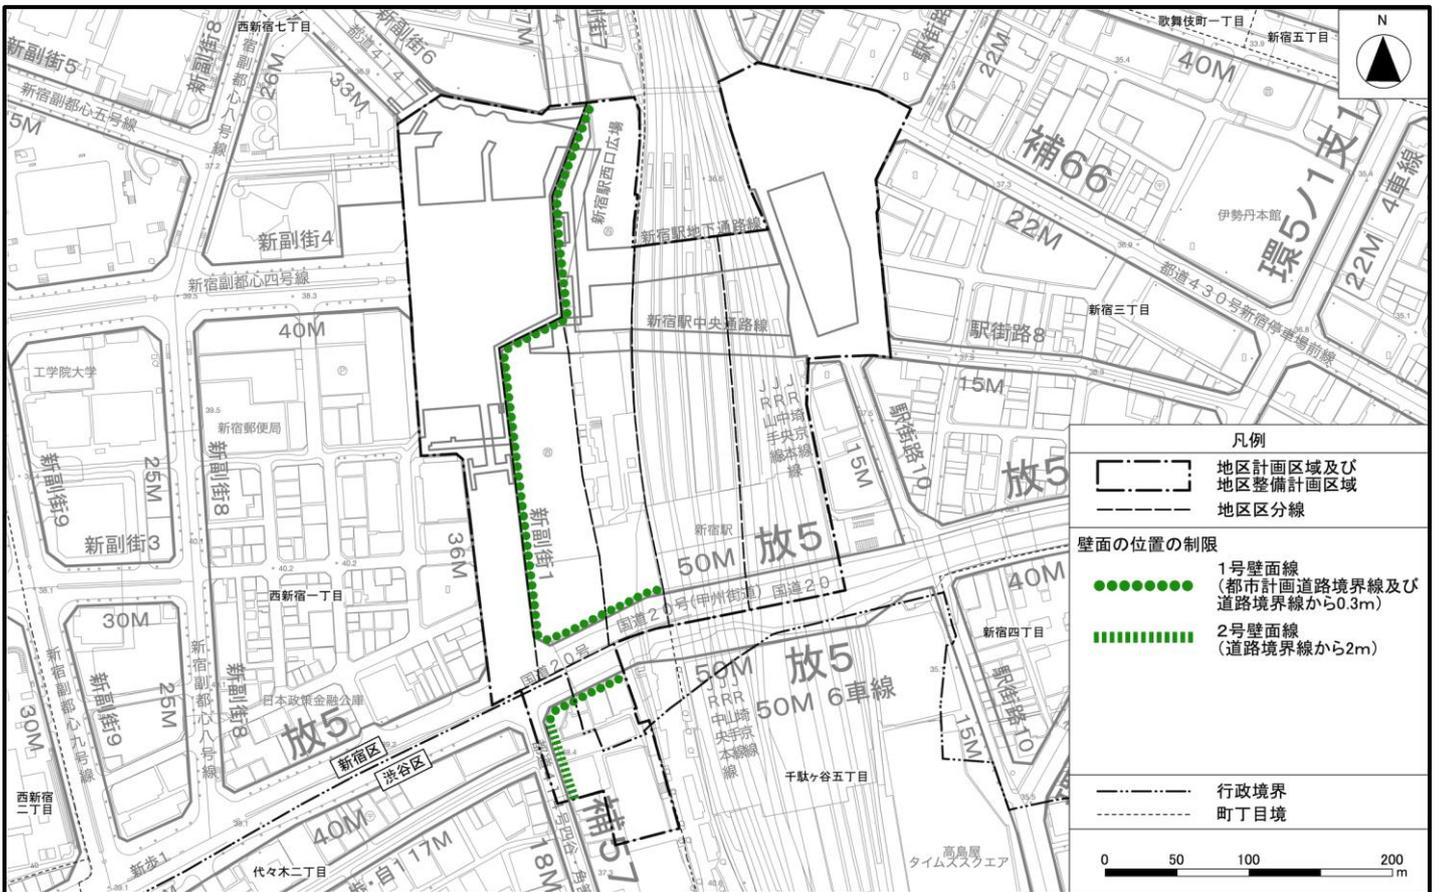 西新宿七丁目
歌舞伎町一丁目
新宿五丁目
N
新副街5
新副街8
宿副都心八号線
26M
33M
都道414
新副街6
17M
駅街路
22M
40M
補66
環5ノ1支1
4車線
22M
新宿副都心五号線
5M
新宿駅西口広場
伊勢丹本館
22M
新副街4
新宿駅地下通路線
新宿副都心四号線
都道430号新宿停車場前線
新宿三丁目
40M
新宿駅中央通路線
駅街路8
工学院大学
15M
新宿郵便局
JR山手線
JR中央本線
JR埼京線
15M
駅街路10
新副街9
25M
新副街8
新副街1
36M
新副街3
新宿駅
50M
放5
放5
西新宿一丁目
国道20号(甲州街道)
国道20
40M
30M
新宿四丁目
新宿副都心九号線
新副街9
25M
新宿副都心八号線
新副街8
日本政策金融公庫
放5
国道20号
50M
放5
50M 6車線
JR中央本線
JR山手線
JR埼京線
15M
駅街路10
30M
新宿区
渋谷区
千駄ヶ谷五丁目
西新宿
二丁目
40M
補57
高島屋
タイムズスクエア
新歩1
代々木二丁目
歩・自1 17M
18M
凡例
地区計画区域及び
地区整備計画区域
地区区分線
壁面の位置の制限
1号壁面線
(都市計画道路境界線及び
道路境界線から0.3m)
2号壁面線
(道路境界線から2m)
行政境界
町丁目境
0 50 100 200
m